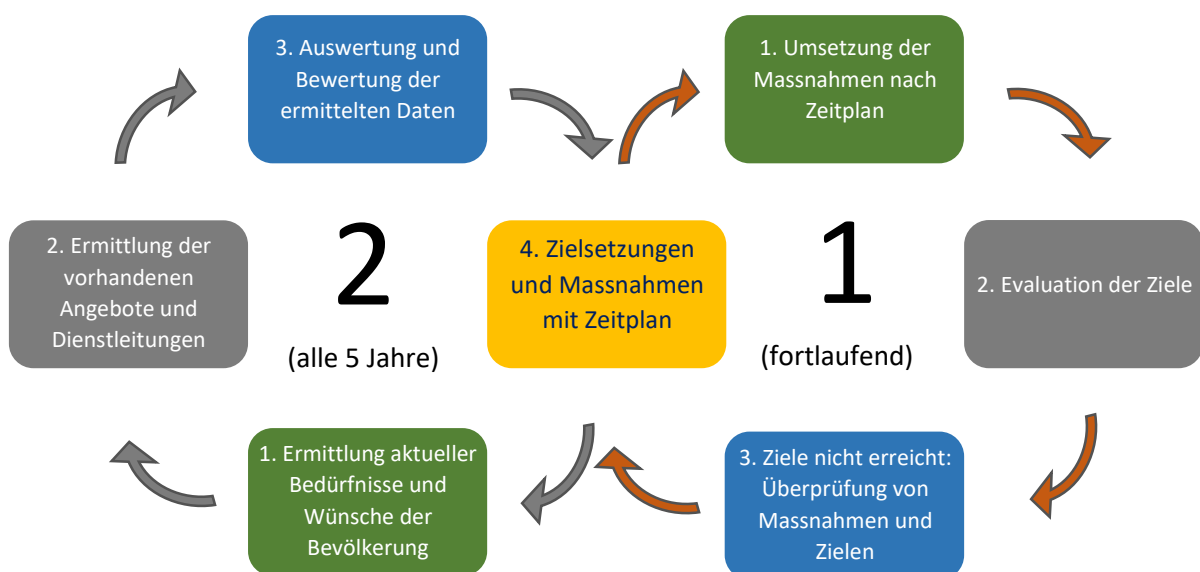 3. Auswertung und
Bewertung der
ermittelten Daten
1. Umsetzung der
Massnahmen nach
Zeitplan
2. Ermittlung der
vorhandenen
Angebote und
Dienstleitungen
2
(alle 5 Jahre)
4. Zielsetzungen
und Massnahmen
mit Zeitplan
1
(fortlaufend)
2. Evaluation der Ziele
1. Ermittlung aktueller
Bedürfnisse und
Wünsche der
Bevölkerung
3. Ziele nicht erreicht:
Überprüfung von
Massnahmen und
Zielen